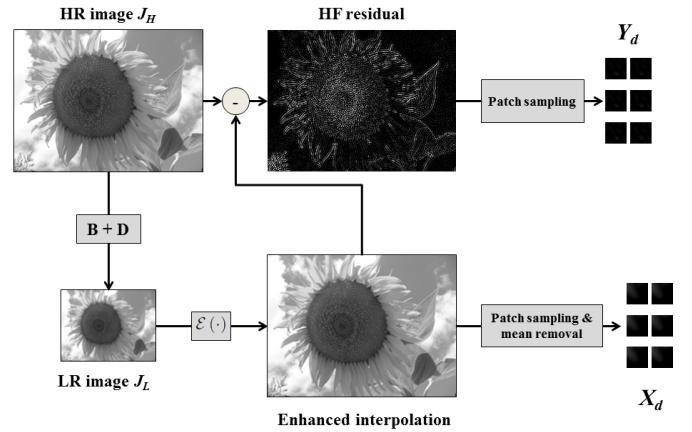 HR image J_H
HF residual
Y_d
-
Patch sampling
B + D
ℰ(·)
Patch sampling &
mean removal
LR image J_L
Enhanced interpolation
X_d